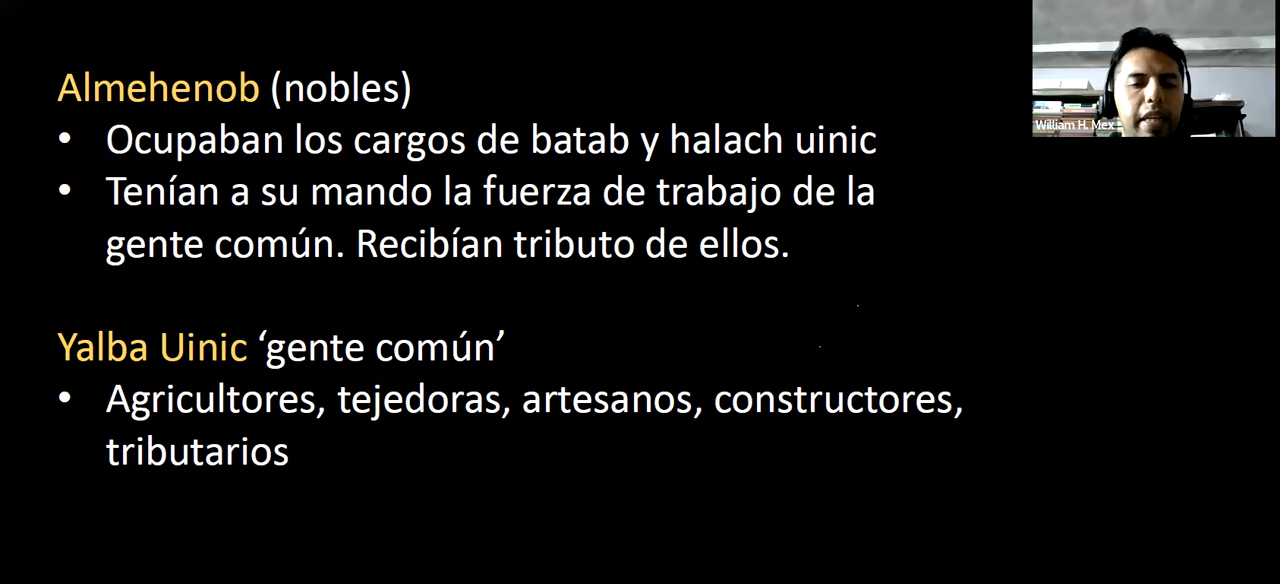 Almehenob (nobles)
• Ocupaban los cargos de batab y halach uinic
• Tenían a su mando la fuerza de trabajo de la
gente común. Recibían tributo de ellos.
Yalba Uinic ‘gente común’
• Agricultores, tejedoras, artesanos, constructores,
tributarios
William H. Mex